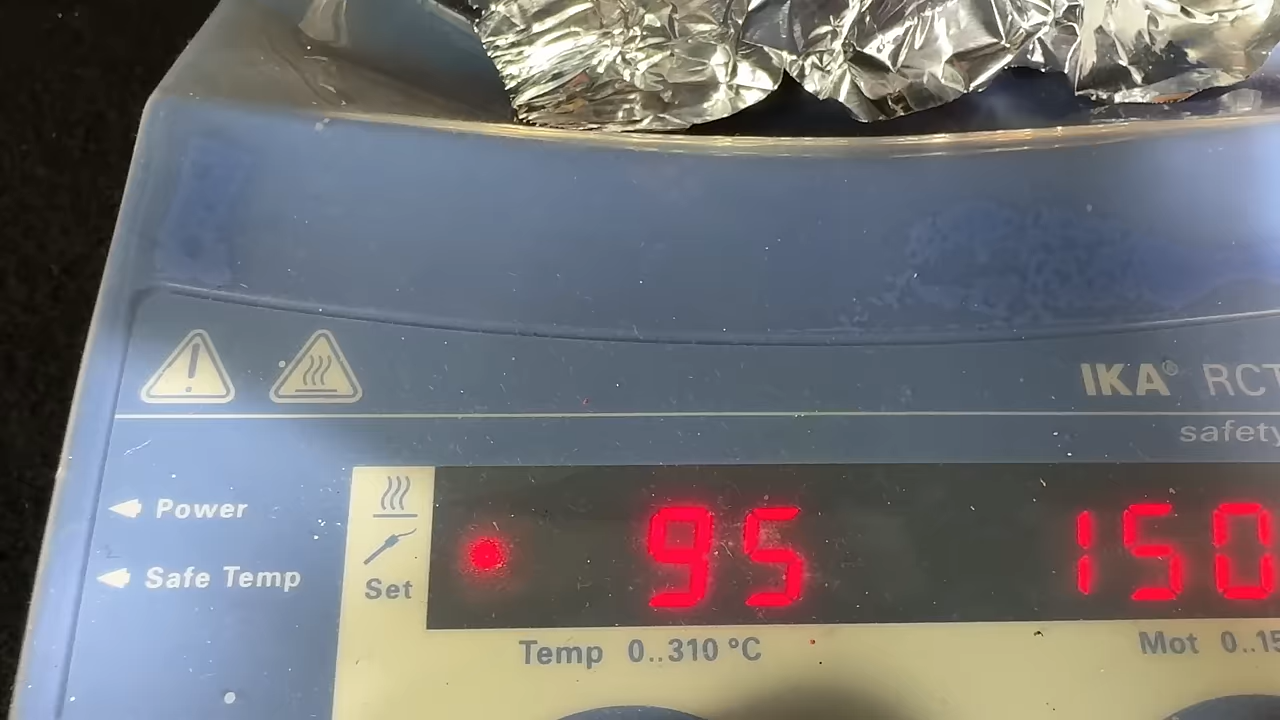 IKA® RCT
safety
Power
Safe Temp
Set
95
150
Temp 0..310 °C
Mot 0..15